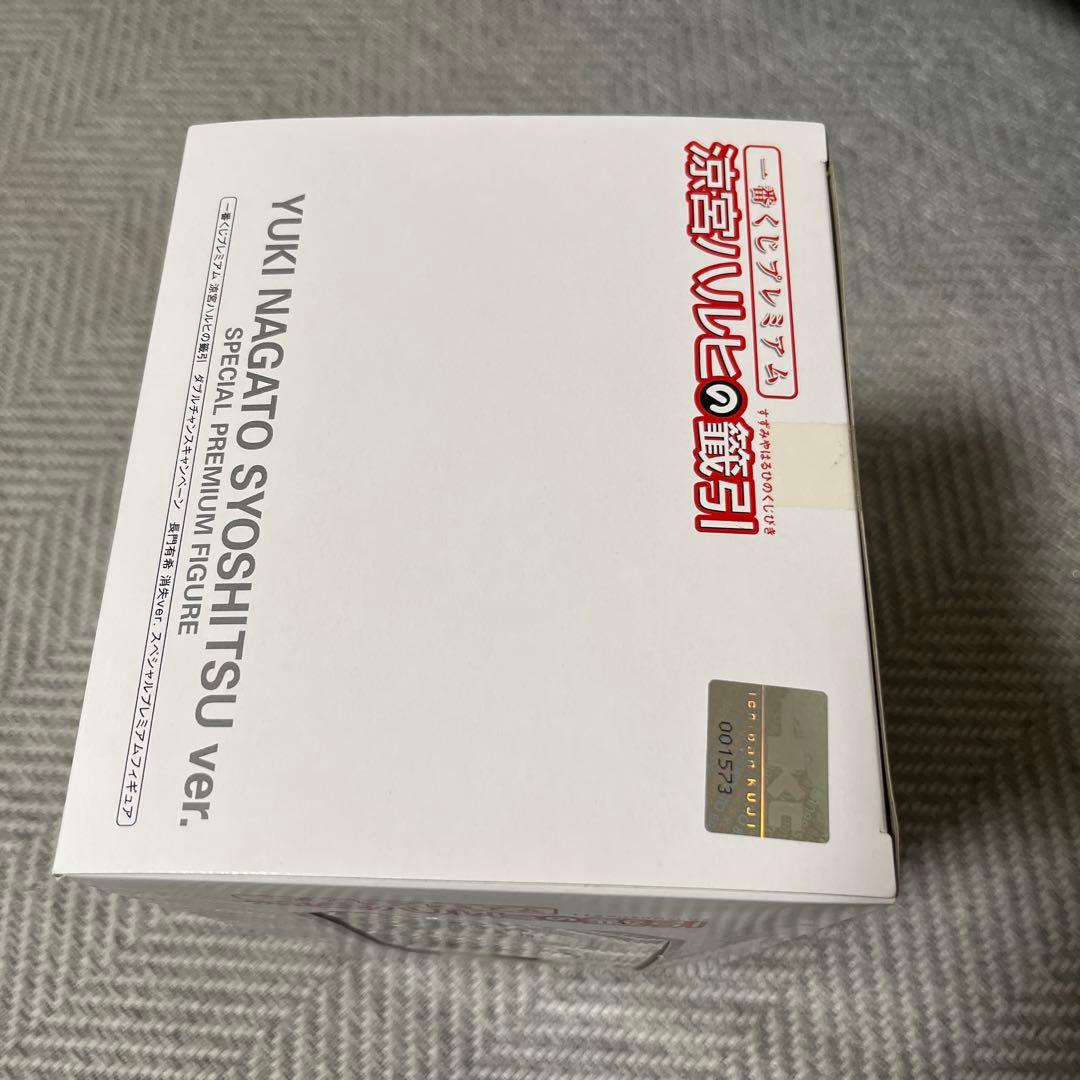 一番くじプレミアム
涼宮ハルヒの籤引
すずみやはるひのくじびき
Ichiban KUJI
001573
YUKI NAGATO SYOSHITSU ver.
SPECIAL PREMIUM FIGURE
一番くじプレミアム 涼宮ハルヒの籤引 ダブルチャンスキャンペーン 長門有希 消失ver. スペシャルプレミアムフィギュア